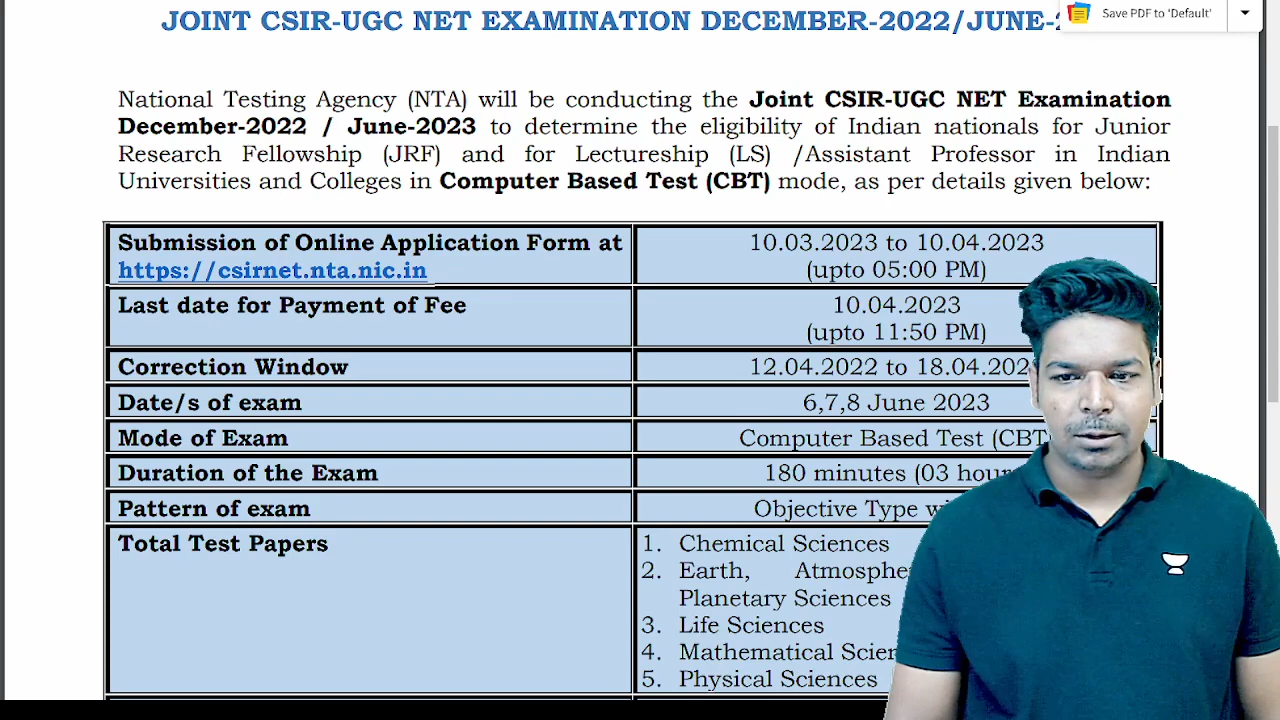 JOINT CSIR-UGC NET EXAMINATION DECEMBER-2022/JUNE-
Save PDF to 'Default'
National Testing Agency (NTA) will be conducting the Joint CSIR-UGC NET Examination
December-2022 / June-2023 to determine the eligibility of Indian nationals for Junior
Research Fellowship (JRF) and for Lectureship (LS) /Assistant Professor in Indian
Universities and Colleges in Computer Based Test (CBT) mode, as per details given below:
Submission of Online Application Form at
https://csirnet.nta.nic.in
10.03.2023 to 10.04.2023
(upto 05:00 PM)
Last date for Payment of Fee
10.04.2023
(upto 11:50 PM)
Correction Window
12.04.2022 to 18.04.202
Date/s of exam
6,7,8 June 2023
Mode of Exam
Computer Based Test (CBT
Duration of the Exam
180 minutes (03 hour
Pattern of exam
Objective Type
Total Test Papers
1. Chemical Sciences
2. Earth, Atmosphe
Planetary Sciences
3. Life Sciences
4. Mathematical Scien
5. Physical Sciences